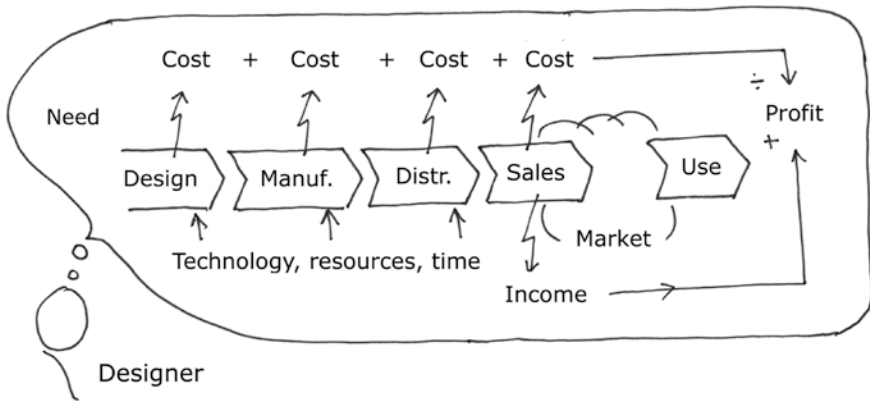 Cost + Cost + Cost + Cost
÷
Need
Profit
+
Design Manuf. Distr. Sales Use
Market
Technology, resources, time
Income
Designer